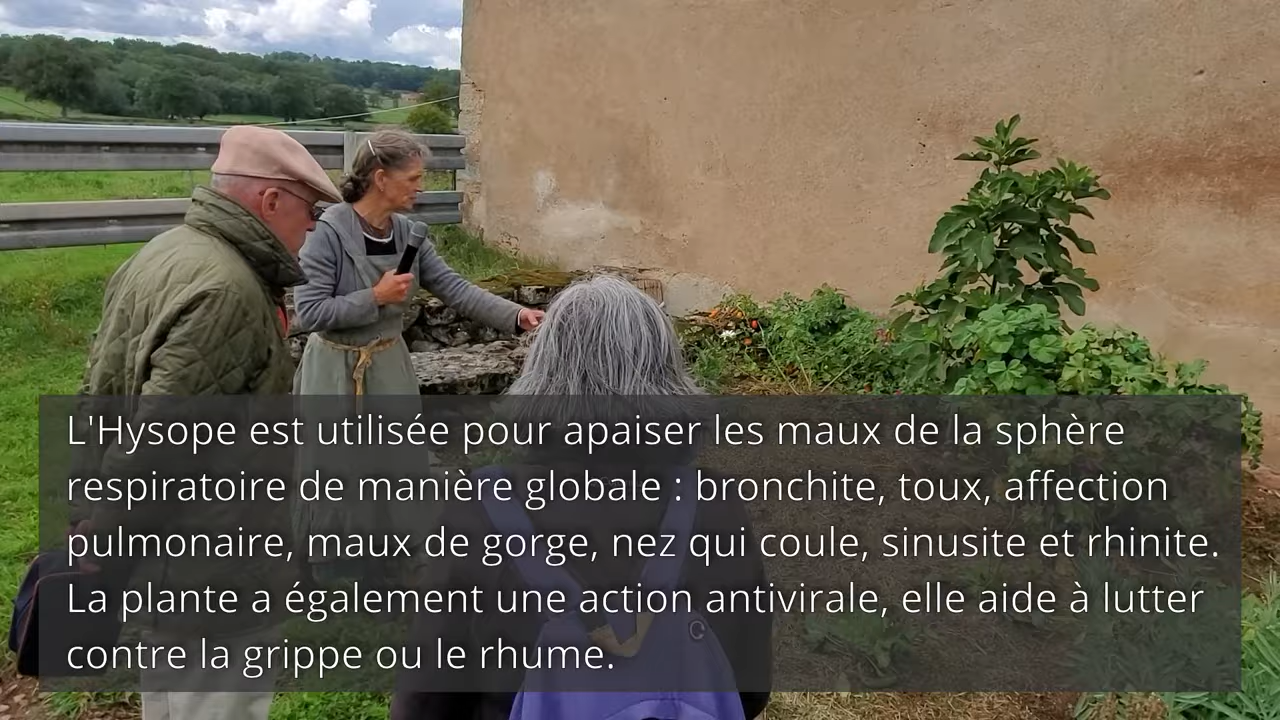 L'Hysope est utilisée pour apaiser les maux de la sphère
respiratoire de manière globale : bronchite, toux, affection
pulmonaire, maux de gorge, nez qui coule, sinusite et rhinite.
La plante a également une action antivirale, elle aide à lutter
contre la grippe ou le rhume.